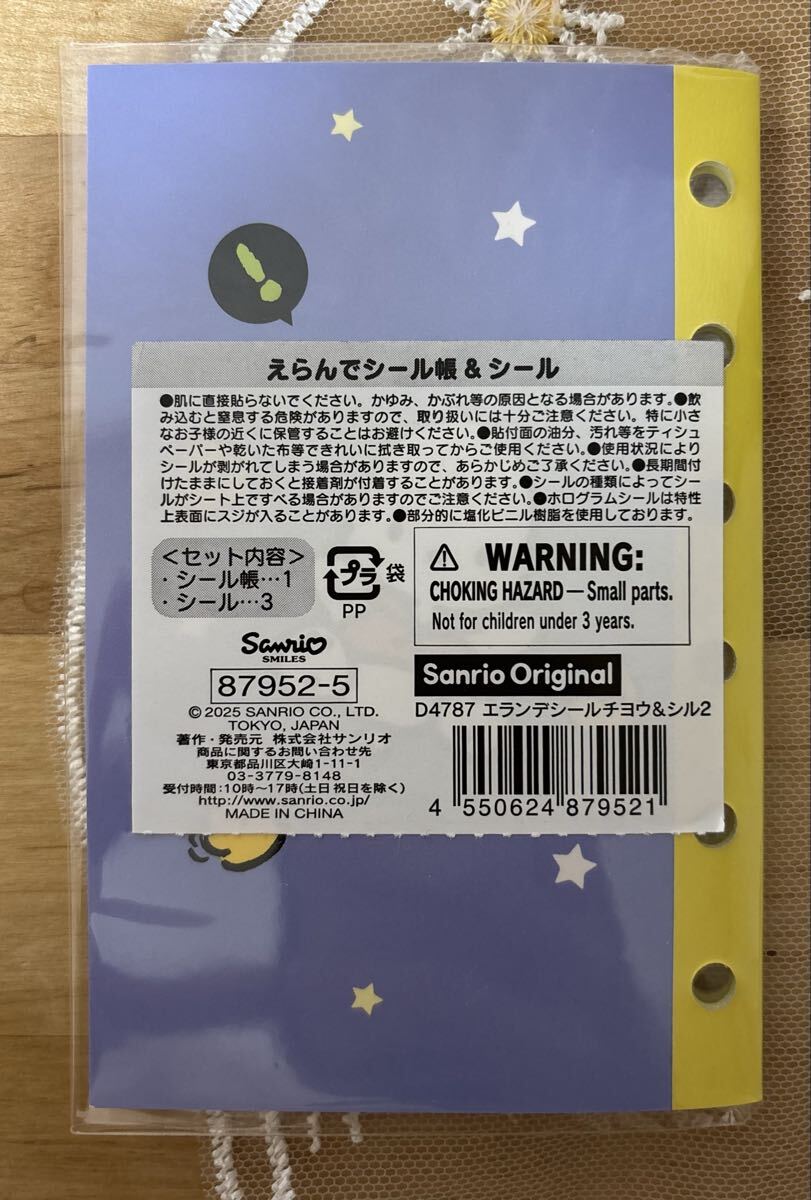 えらんでシール帳＆シール
●肌に直接貼らないでください。かゆみ、かぶれ等の原因となる場合があります。●飲
み込むと窒息する危険がありますので、取り扱いには十分ご注意ください。特に小さ
なお子様の近くに保管することはお避けください。●貼付面の油分、汚れ等をティシュ
ペーパーや乾いた布等できれいに拭き取ってからご使用ください。●使用状況により
シールが剥がれてしまう場合がありますので、あらかじめご了承ください。●長期間付
けたままにしておくと接着剤が付着することがあります。●シールの種類によってシー
ルがシート上ですべる場合がありますのでご注意ください。●ホログラムシールは特性
上表面にスジが入ることがあります。●部分的に塩化ビニル樹脂を使用しております。
＜セット内容＞
・シール帳…1
・シール…3
プラ
袋
PP
WARNING:
CHOKING HAZARD — Small parts.
Not for children under 3 years.
Sanrio
SMILES
87952-5
© 2025 SANRIO CO., LTD.
TOKYO, JAPAN
著作・発売元 株式会社サンリオ
商品に関するお問い合わせ先
東京都品川区大崎1-11-1
03-3779-8148
受付時間：10時〜17時(土日祝日を除く)
http://www.sanrio.co.jp/
MADE IN CHINA
Sanrio Original
D4787 エランデシールチヨウ&シル2
4 550624 879521